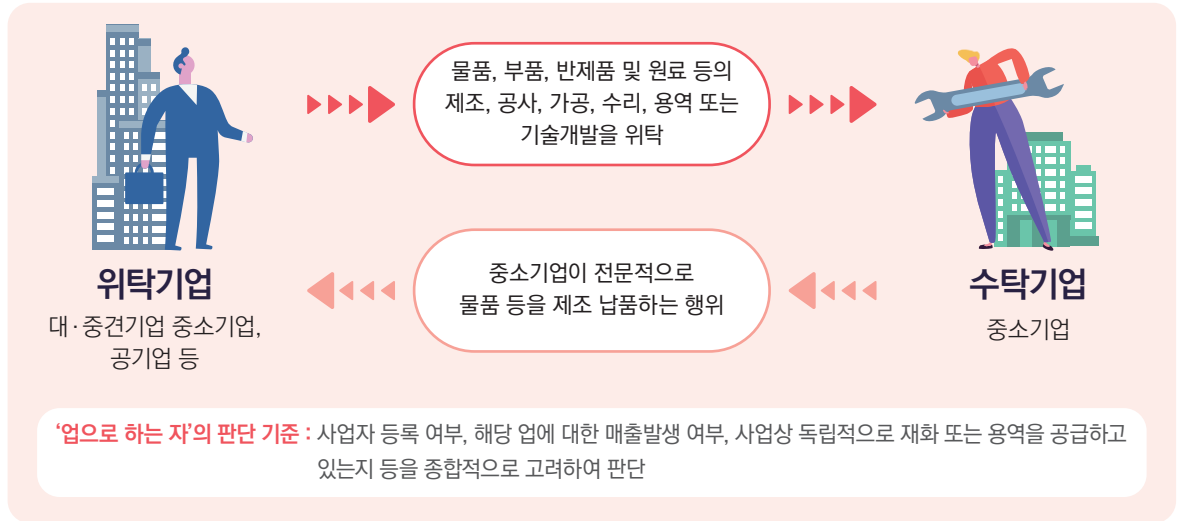 물품, 부품, 반제품 및 원료 등의
제조, 공사, 가공, 수리, 용역 또는
기술개발을 위탁
위탁기업
대·중견기업 중소기업,
공기업 등
중소기업이 전문적으로
물품 등을 제조 납품하는 행위
수탁기업
중소기업
‘업으로 하는 자’의 판단 기준 : 사업자 등록 여부, 해당 업에 대한 매출발생 여부, 사업상 독립적으로 재화 또는 용역을 공급하고
있는지 등을 종합적으로 고려하여 판단